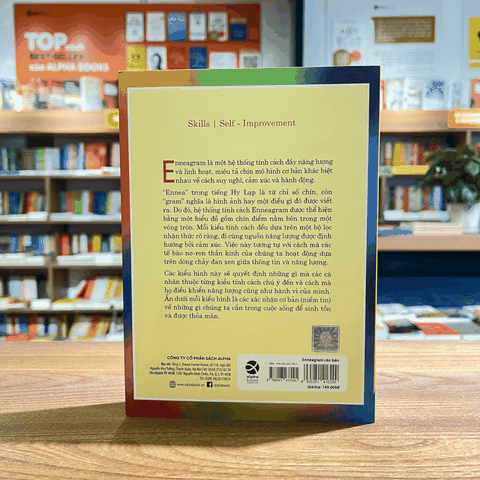 TOP
của ALPHA BOOKS
Skills | Self - Improvement
Enneagram là một hệ thống tính cách đầy năng lượng
và linh hoạt, miêu tả chín mô hình cơ bản khác biệt
nhau về cách suy nghĩ, cảm xúc và hành động.
"Ennea" trong tiếng Hy Lạp là từ chỉ số chín, còn
"gram" nghĩa là hình ảnh hay một điều gì đó được viết
ra. Do đó, hệ thống tính cách Enneagram được thể hiện
bằng một biểu đồ gồm chín điểm nằm bên trong một
vòng tròn. Mỗi kiểu tính cách đều dựa trên một bộ lọc
nhận thức rõ ràng, đi cùng nguồn năng lượng được định
hướng bởi cảm xúc. Việc này tương tự với cách mà các
tế bào nơ-ron thần kinh của chúng ta hoạt động dựa
trên dòng chảy đan xen giữa thông tin và năng lượng.
Các kiểu hình này sẽ quyết định những gì mà các cá
nhân thuộc từng kiểu tính cách chú ý đến và cách mà
họ điều khiển năng lượng cũng như hành vi của mình.
Ẩn dưới mỗi kiểu hình là các xác nhận cơ bản (niềm tin)
về những gì chúng ta cần trong cuộc sống để sinh tồn
và được thỏa mãn.
CÔNG TY CỔ PHẦN SÁCH ALPHA
www.alphabooks.vn
alphabooks
alpha books
Enneagram căn bản
Giá bìa: 149.000đ